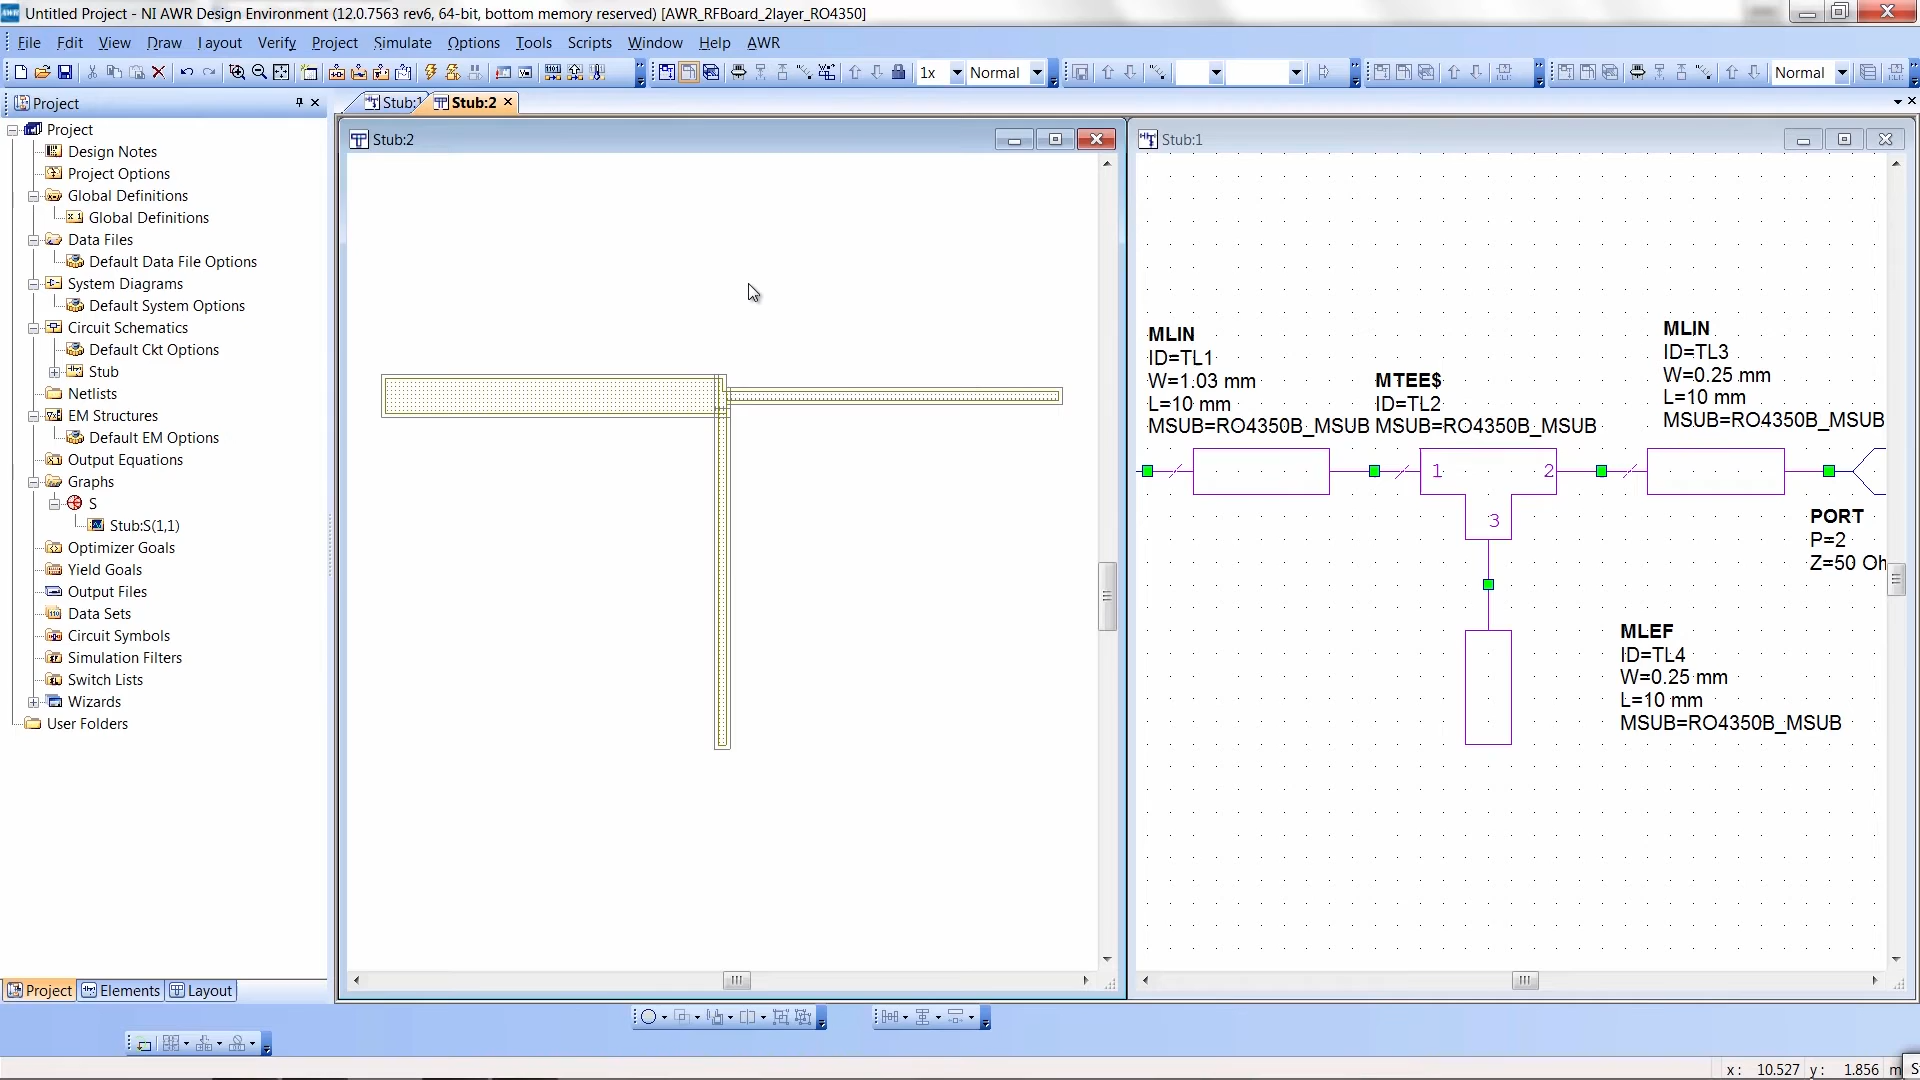 Untitled Project - NI AWR Design Environment (12.0.7563 rev6, 64-bit, bottom memory reserved) [AWR_RFBoard_2layer_RO4350]
File Edit View Draw Layout Verify Project Simulate Options Tools Scripts Window Help AWR
1x Normal Normal
Project
Stub:1 Stub:2
Project
Design Notes
Project Options
Global Definitions
Global Definitions
Data Files
Default Data File Options
System Diagrams
Default System Options
Circuit Schematics
Default Ckt Options
Stub
Netlists
EM Structures
Default EM Options
Output Equations
Graphs
S
Stub:S(1,1)
Optimizer Goals
Yield Goals
Output Files
Data Sets
Circuit Symbols
Simulation Filters
Switch Lists
Wizards
User Folders
Project Elements Layout
Stub:2
Stub:1
MLIN
ID=TL1
W=1.03 mm
L=10 mm
MSUB=RO4350B_MSUB
MTEE$
ID=TL2
MSUB=RO4350B_MSUB
MLIN
ID=TL3
W=0.25 mm
L=10 mm
MSUB=RO4350B_MSUB
1 2
3
PORT
P=2
Z=50 Oh
MLEF
ID=TL4
W=0.25 mm
L=10 mm
MSUB=RO4350B_MSUB
x: 10.527 y: 1.856 m